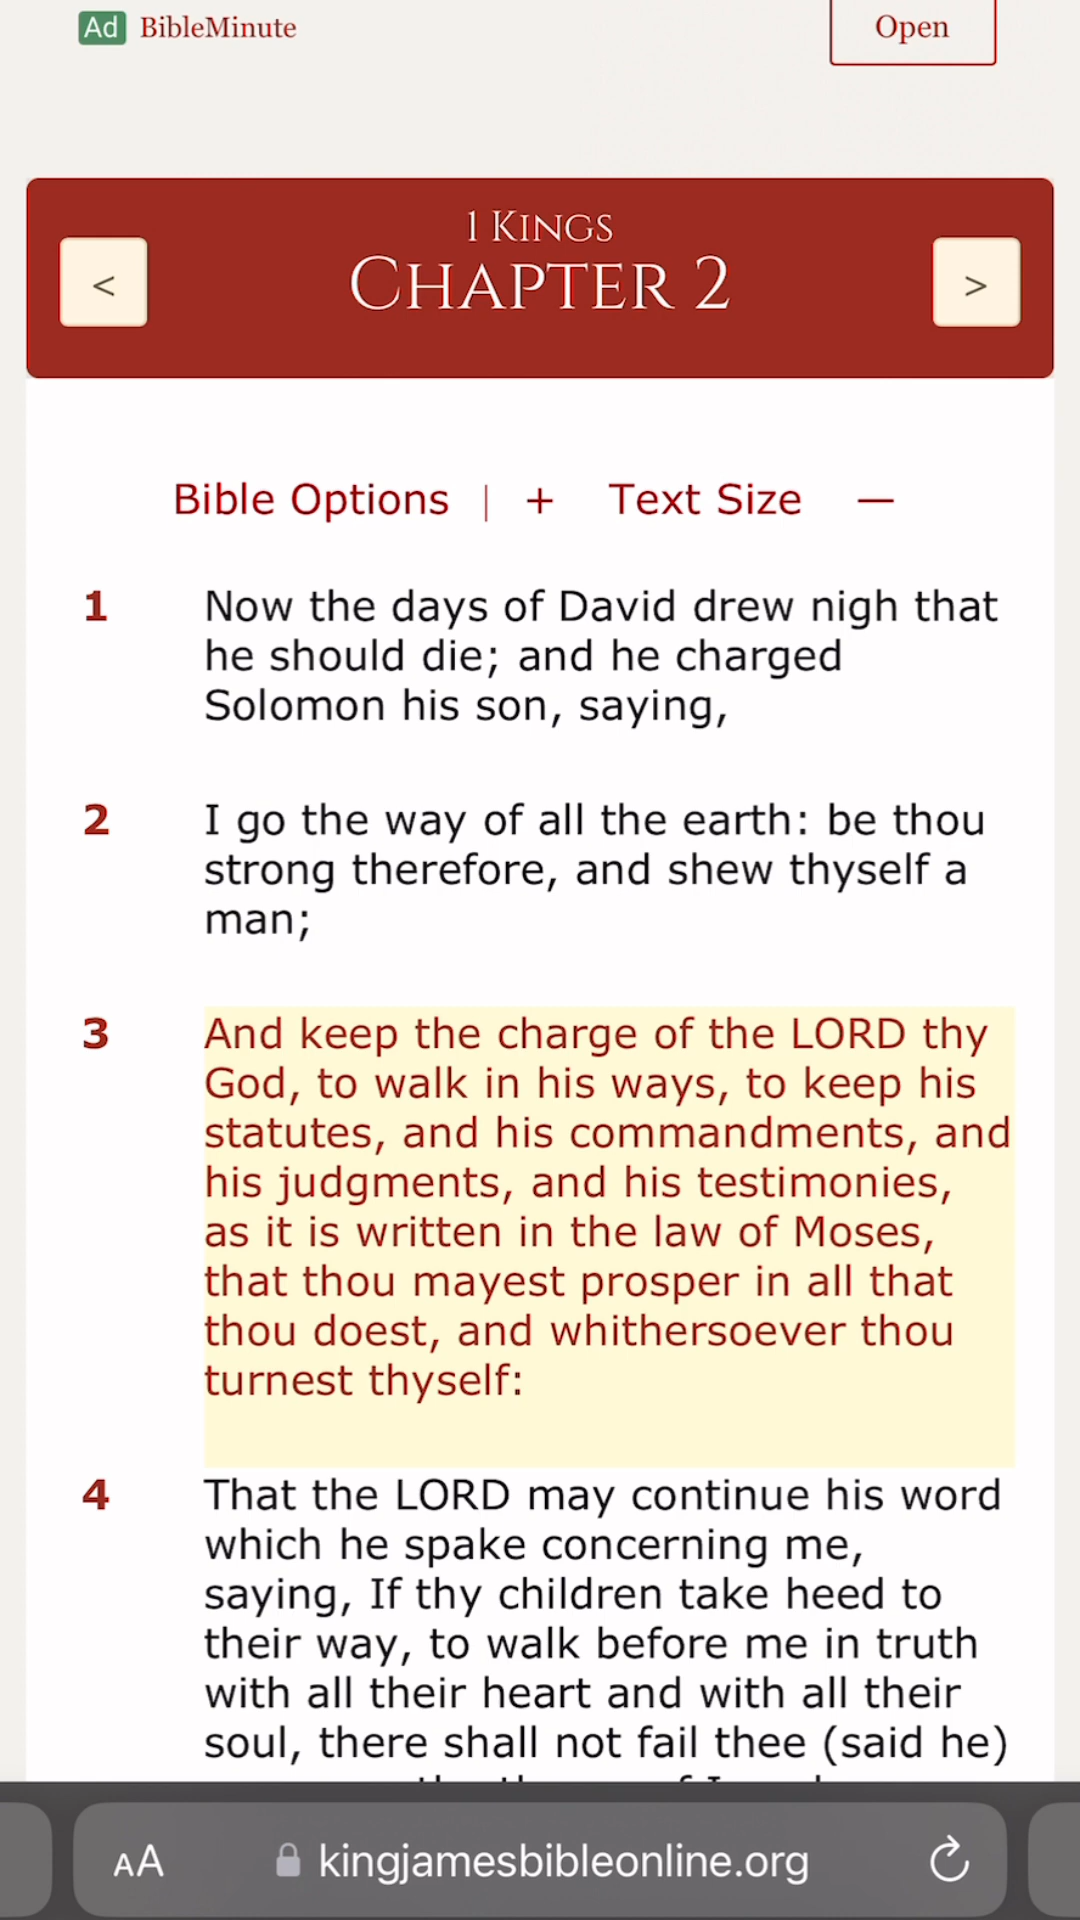 Ad BibleMinute
Open
1 Kings
Chapter 2
<
>
Bible Options | + Text Size —
1 Now the days of David drew nigh that
he should die; and he charged
Solomon his son, saying,
2 I go the way of all the earth: be thou
strong therefore, and shew thyself a
man;
3 And keep the charge of the LORD thy
God, to walk in his ways, to keep his
statutes, and his commandments, and
his judgments, and his testimonies,
as it is written in the law of Moses,
that thou mayest prosper in all that
thou doest, and whithersoever thou
turnest thyself:
4 That the LORD may continue his word
which he spake concerning me,
saying, If thy children take heed to
their way, to walk before me in truth
with all their heart and with all their
soul, there shall not fail thee (said he)
AA kingjamesbibleonline.org